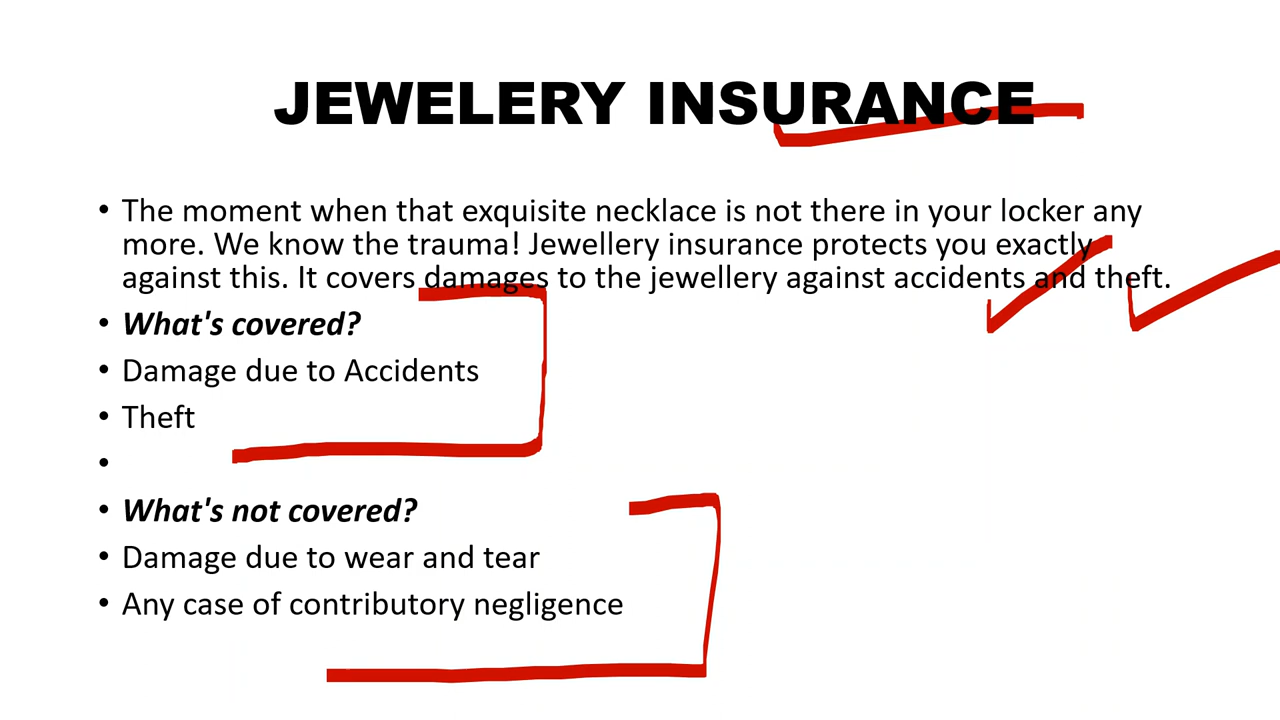 JEWELERY INSURANCE
• The moment when that exquisite necklace is not there in your locker any
more. We know the trauma! Jewellery insurance protects you exactly
against this. It covers damages to the jewellery against accidents and theft.
• What's covered?
• Damage due to Accidents
• Theft
•
• What's not covered?
• Damage due to wear and tear
• Any case of contributory negligence